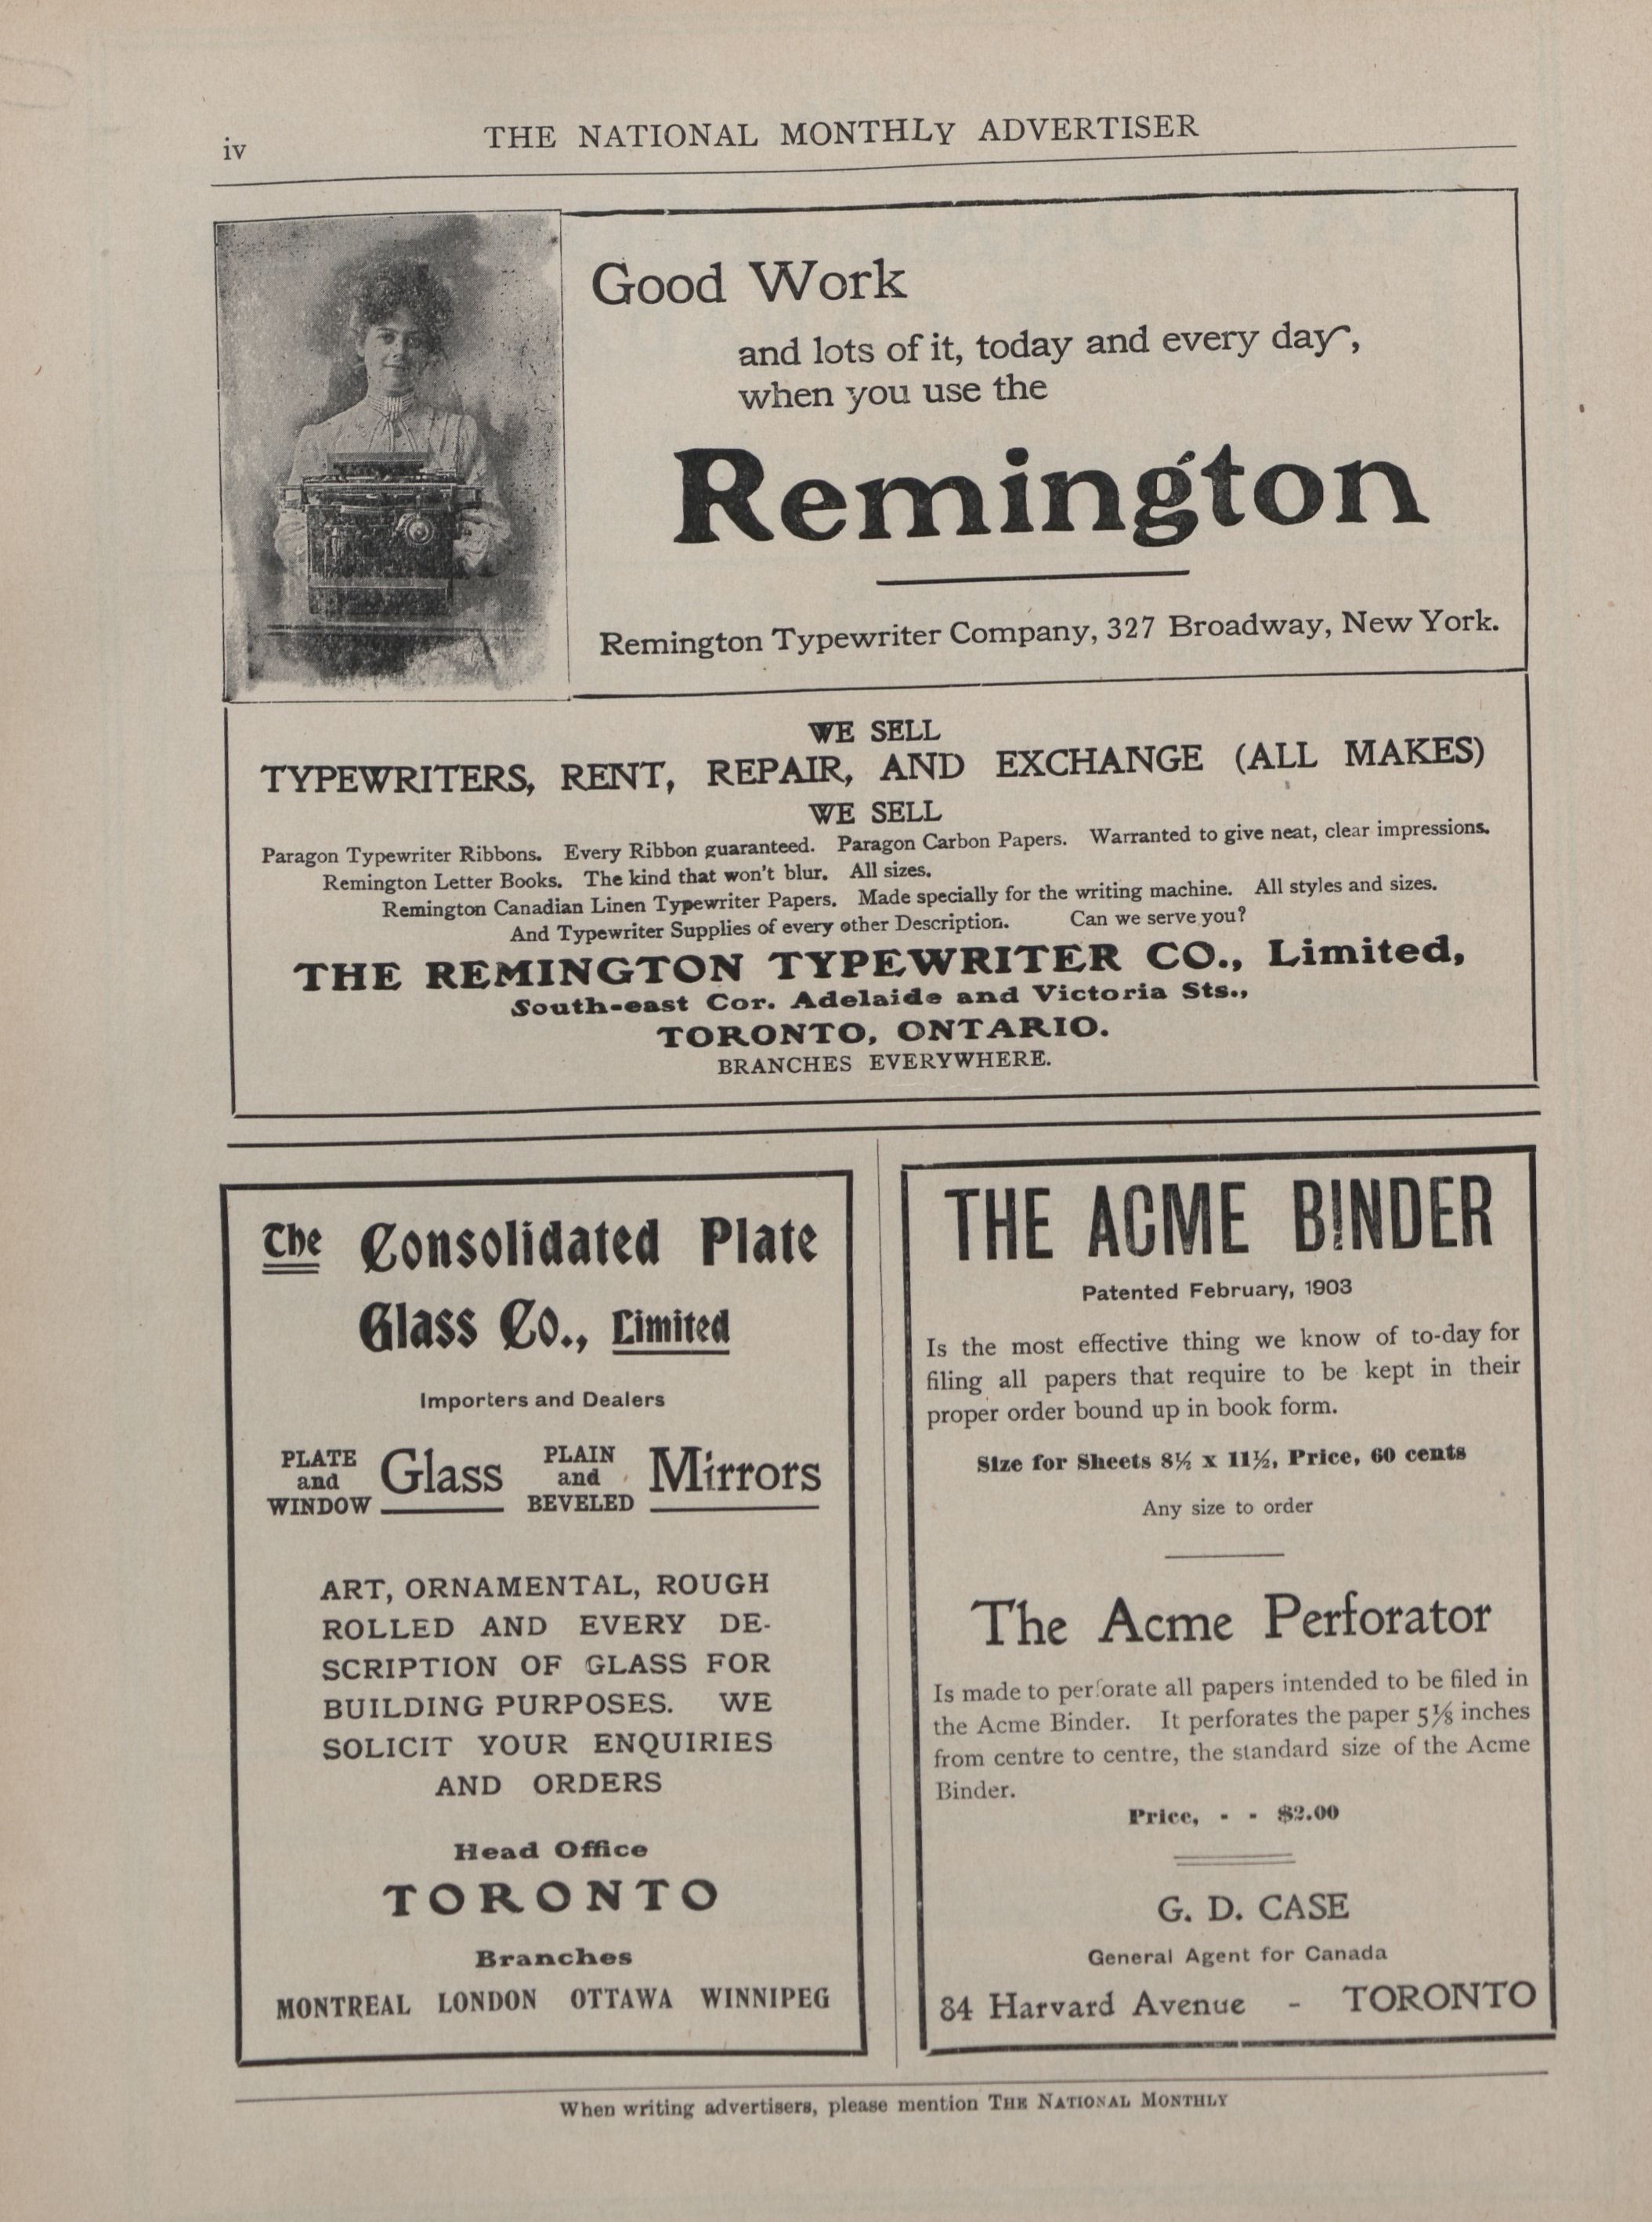 iv
THE NATIONAL MONTHLY ADVERTISER
Good Work
and lots of it, today and every day,
when you use the
Remington
Remington Typewriter Company, 327 Broadway, New York.
WE SELL
TYPEWRITERS, RENT, REPAIR, AND EXCHANGE (ALL MAKES)
WE SELL
Paragon Typewriter Ribbons. Every Ribbon guaranteed. Paragon Carbon Papers. Warranted to give neat, clear impressions.
Remington Letter Books. The kind that won't blur. All sizes.
Remington Canadian Linen Typewriter Papers. Made specially for the writing machine. All styles and sizes.
And Typewriter Supplies of every other Description. Can we serve you?
THE REMINGTON TYPEWRITER CO., Limited,
South-east Cor. Adelaide and Victoria Sts.,
TORONTO, ONTARIO.
BRANCHES EVERYWHERE.
The Consolidated Plate
Glass Co., Limited
Importers and Dealers
PLATE
and
WINDOW
Glass
PLAIN
and
BEVELED
Mirrors
ART, ORNAMENTAL, ROUGH
ROLLED AND EVERY DE-
SCRIPTION OF GLASS FOR
BUILDING PURPOSES. WE
SOLICIT YOUR ENQUIRIES
AND ORDERS
Head Office
TORONTO
Branches
MONTREAL LONDON OTTAWA WINNIPEG
THE ACME BINDER
Patented February, 1903
Is the most effective thing we know of to-day for
filing all papers that require to be kept in their
proper order bound up in book form.
Size for Sheets 8½ x 11½, Price, 60 cents
Any size to order
The Acme Perforator
Is made to perforate all papers intended to be filed in
the Acme Binder. It perforates the paper 5⅛ inches
from centre to centre, the standard size of the Acme
Binder.
Price, - - $2.00
G. D. CASE
General Agent for Canada
84 Harvard Avenue - TORONTO
When writing advertisers, please mention THE NATIONAL MONTHLY